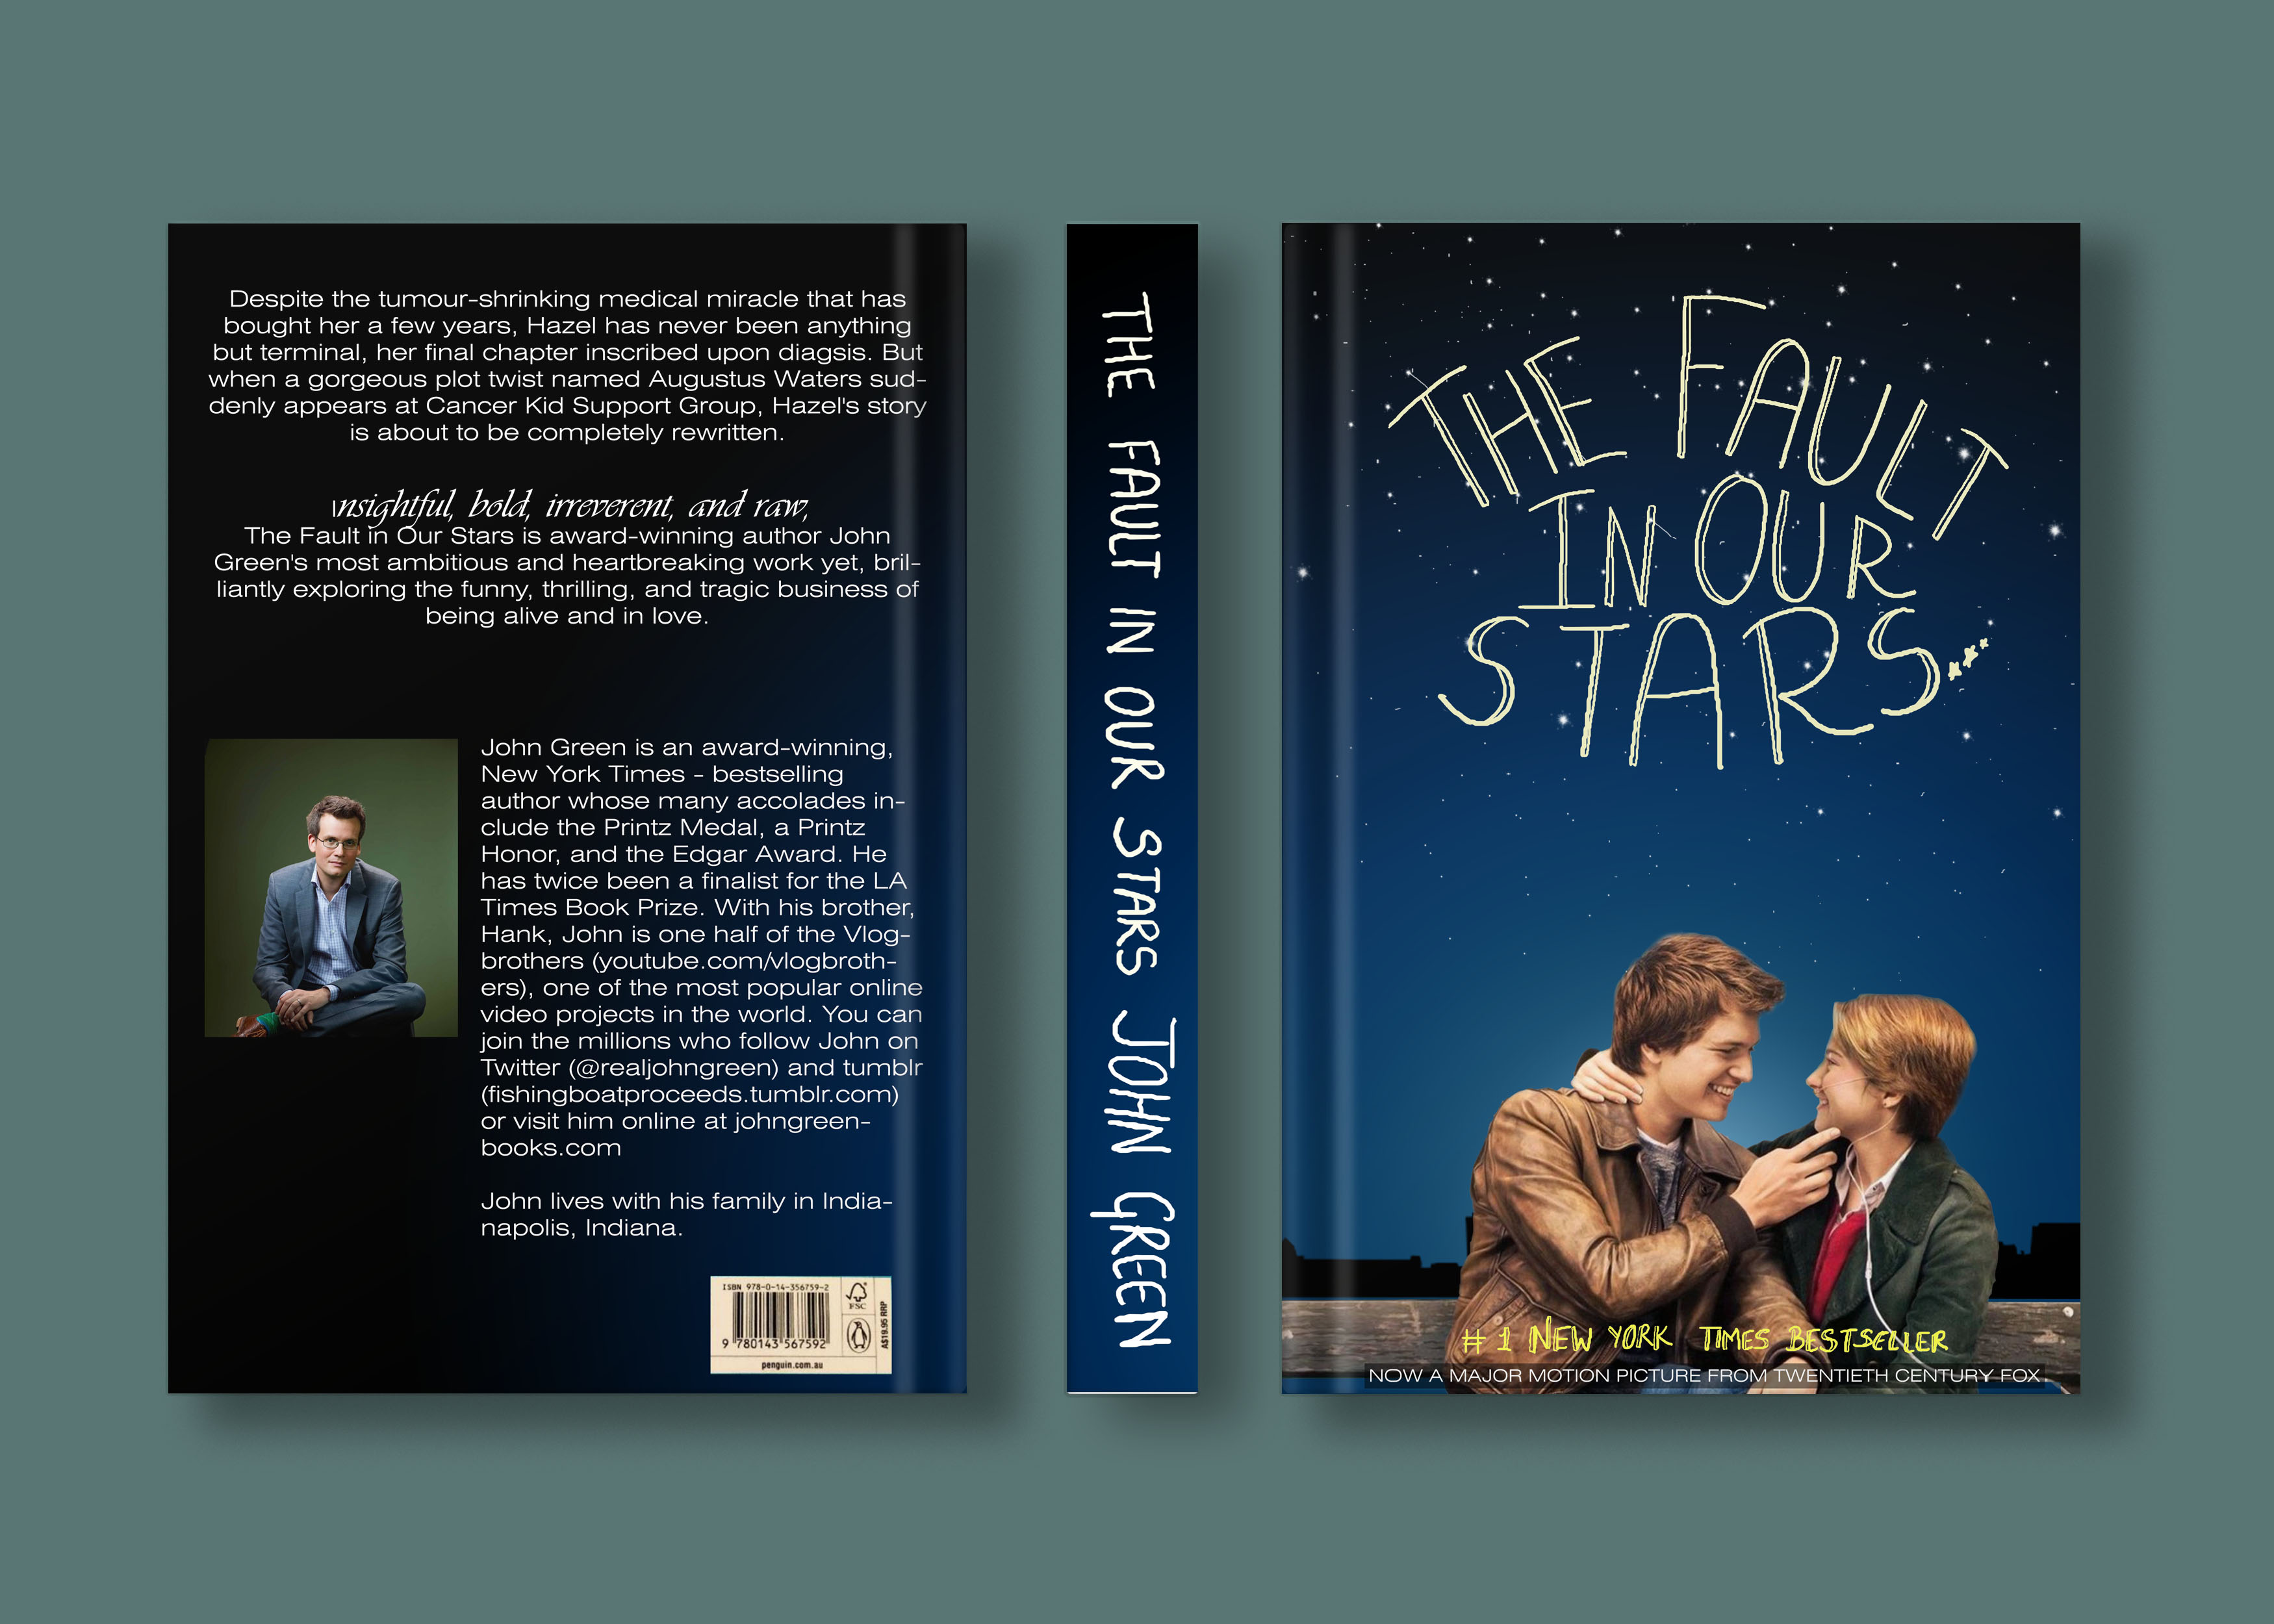 Despite the tumour-shrinking medical miracle that has
bought her a few years, Hazel has never been anything
but terminal, her final chapter inscribed upon diagsis. But
when a gorgeous plot twist named Augustus Waters sud-
denly appears at Cancer Kid Support Group, Hazel's story
is about to be completely rewritten.
Insightful, bold, irreverent, and raw,
The Fault in Our Stars is award-winning author John
Green's most ambitious and heartbreaking work yet, bril-
liantly exploring the funny, thrilling, and tragic business of
being alive and in love.
John Green is an award-winning,
New York Times - bestselling
author whose many accolades in-
clude the Printz Medal, a Printz
Honor, and the Edgar Award. He
has twice been a finalist for the LA
Times Book Prize. With his brother,
Hank, John is one half of the Vlog-
brothers (youtube.com/vlogbroth-
ers), one of the most popular online
video projects in the world. You can
join the millions who follow John on
Twitter (@realjohngreen) and tumblr
(fishingboatproceeds.tumblr.com)
or visit him online at johngreen-
books.com
John lives with his family in India-
napolis, Indiana.
ISBN 978-0-14-356759-2
9 780143 567592
FSC
A$19.95 RRP
penguin.com.au
THE FAULT IN OUR STARS JOHN GREEN
THE FAULT
IN OUR
STARS...
# 1 NEW YORK TIMES BESTSELLER
NOW A MAJOR MOTION PICTURE FROM TWENTIETH CENTURY FOX